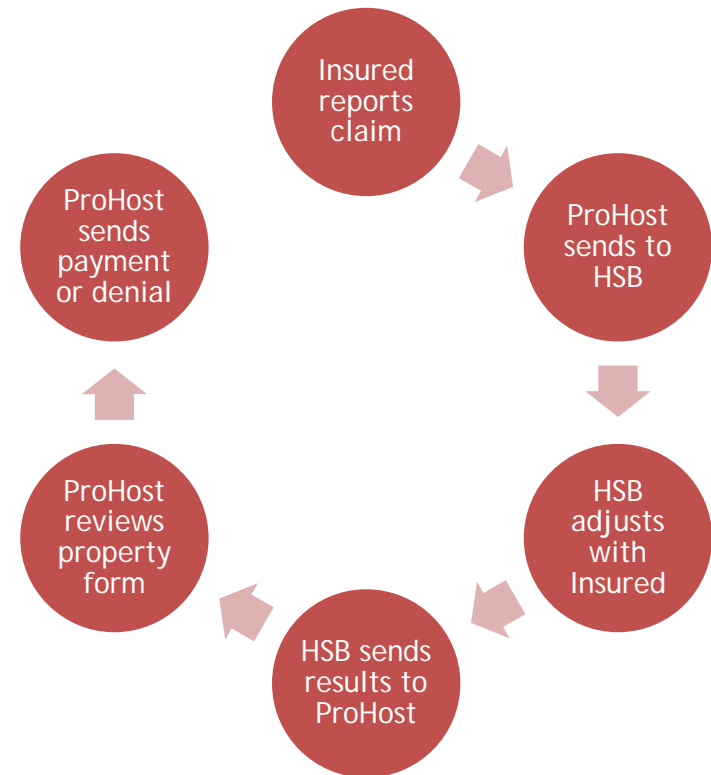 Insured
reports
claim
ProHost
sends to
HSB
HSB
adjusts
with
Insured
HSB sends
results to
ProHost
ProHost
reviews
property
form
ProHost
sends
payment
or denial